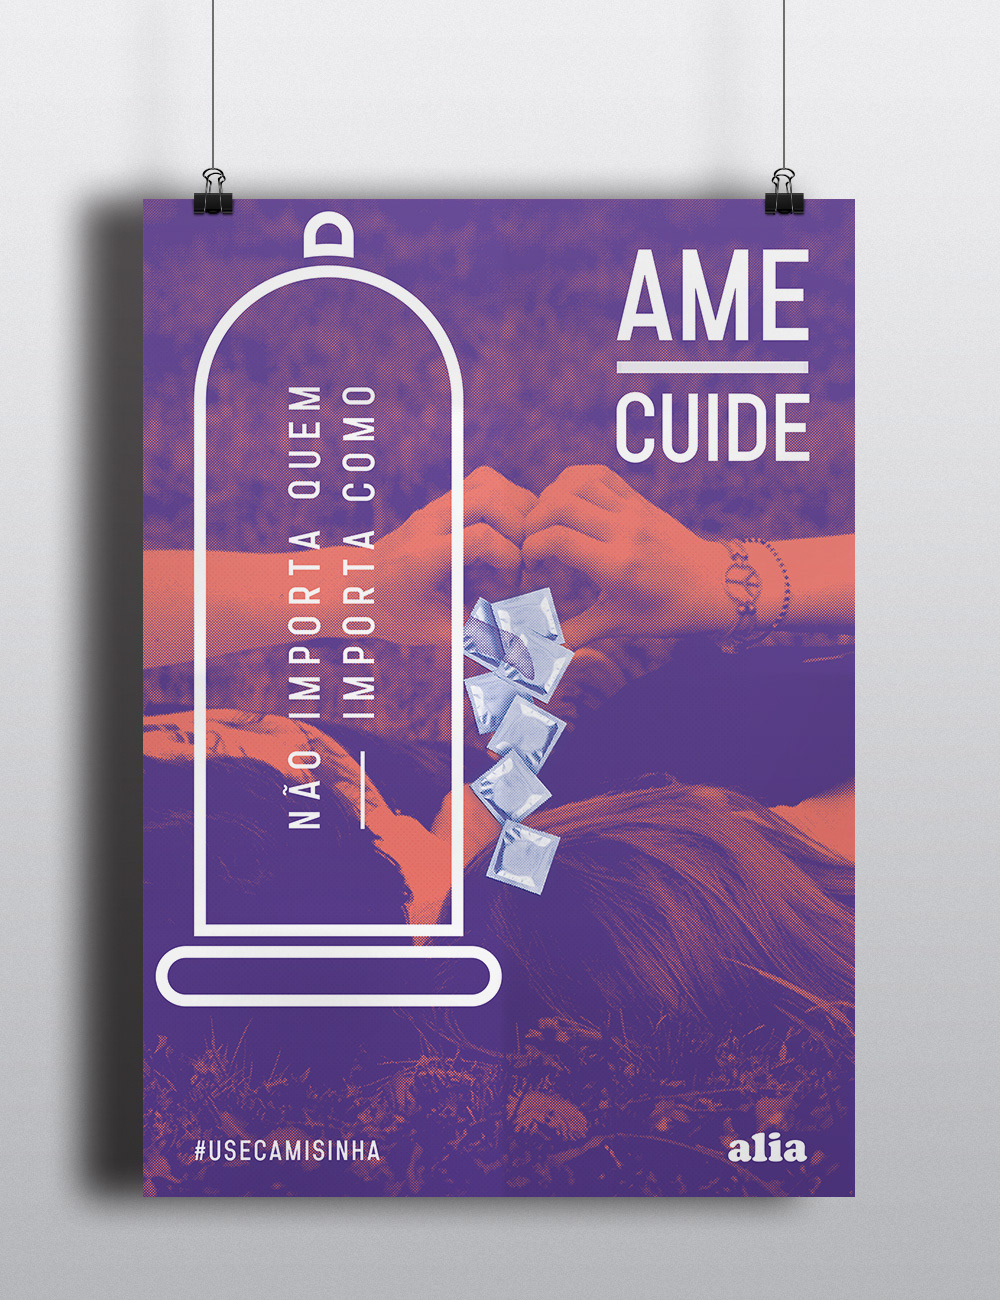 AME
CUIDE
NÃO IMPORTA QUEM
— IMPORTA COMO
#USECAMISINHA
alia